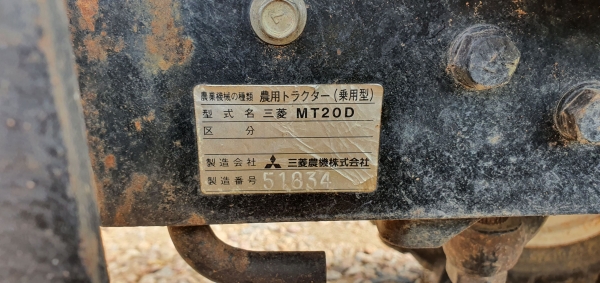 農業機械の種類 農用トラクター(乗用型)
型式名 三菱 MT20D
区分
製造会社 三菱農機株式会社
製造番号 51834